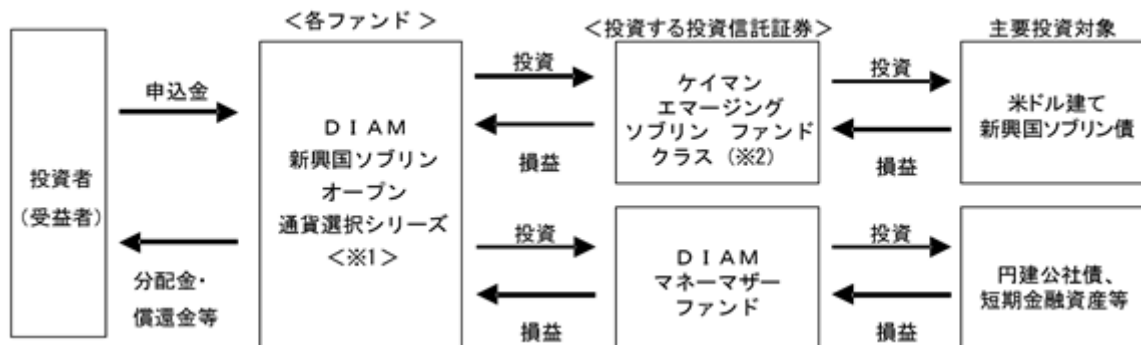 ＜各ファンド＞
＜投資する投資信託証券＞
主要投資対象
申込金
投資者
（受益者）
分配金・
償還金等
ＤＩＡＭ
新興国ソブリン
オープン
通貨選択シリーズ
＜※1＞
投資
損益
ケイマン
エマージング
ソブリン　ファンド
クラス（※2）
投資
損益
米ドル建て
新興国ソブリン債
投資
損益
ＤＩＡＭ
マネーマザー
ファンド
投資
損益
円建公社債、
短期金融資産等